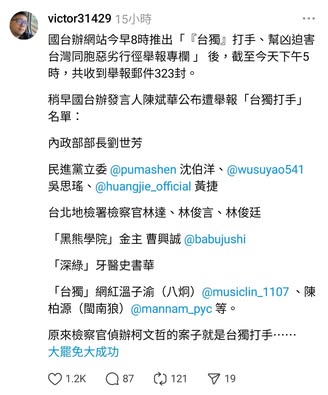 victor31429 15小時
國台辦網站今早8時推出「『台獨』打手、幫凶迫害
台灣同胞惡劣行徑舉報專欄 」 後，截至今天下午5
時，共收到舉報郵件323封。
稍早國台辦發言人陳斌華公布遭舉報「台獨打手」
名單：
內政部部長劉世芳
民進黨立委 @pumashen 沈伯洋、@wusuyao541
吳思瑤、@huangjie_official 黃捷
台北地檢署檢察官林達、林俊言、林俊廷
「黑熊學院」金主 曹興誠 @babujushi
「深綠」牙醫史書華
「台獨」網紅溫子渝（八炯）@musiclin_1107 、陳
柏源（閩南狼）@mannam_pyc 等。
原來檢察官偵辦柯文哲的案子就是台獨打手⋯⋯
大罷免大成功
1.2K 87 121 19